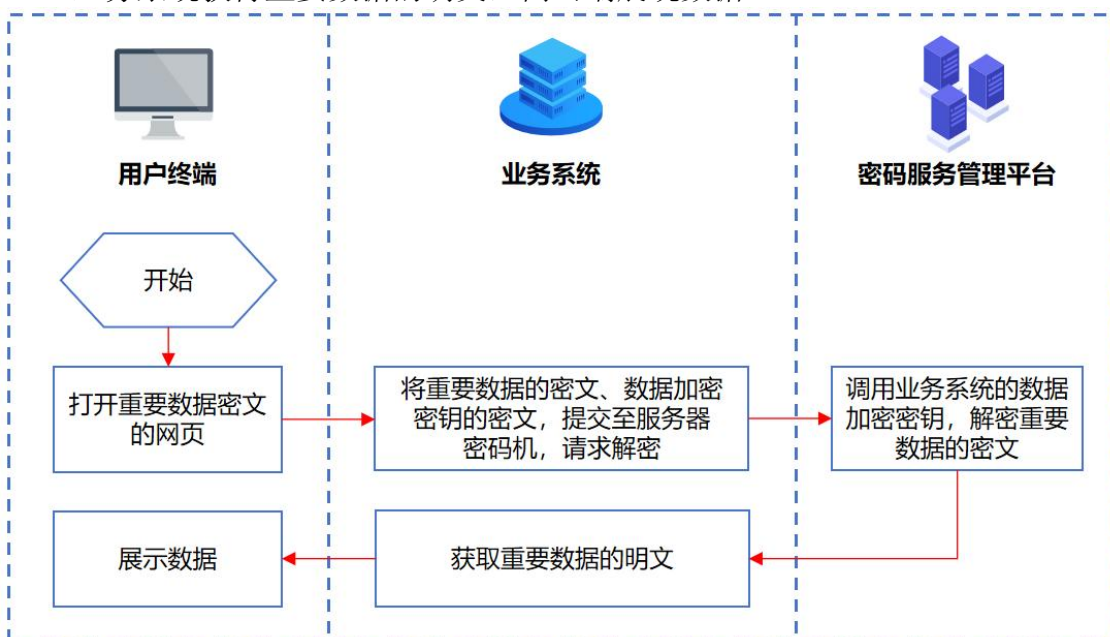 用户终端
业务系统
密码服务管理平台
开始
打开重要数据密文
的网页
将重要数据的密文、数据加密
密钥的密文，提交至服务器
密码机，请求解密
调用业务系统的数据
加密密钥，解密重要
数据的密文
展示数据
获取重要数据的明文